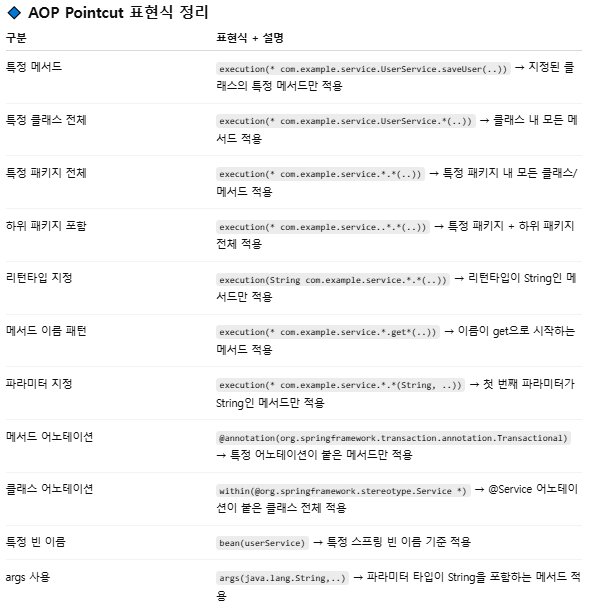 🔷 AOP Pointcut 표현식 정리
구분 표현식 + 설명
특정 메서드 execution(* com.example.service.UserService.saveUser(..)) → 지정된 클
래스의 특정 메서드만 적용
특정 클래스 전체 execution(* com.example.service.UserService.*(..)) → 클래스 내 모든 메
서드 적용
특정 패키지 전체 execution(* com.example.service.*.*(..)) → 특정 패키지 내 모든 클래스/
메서드 적용
하위 패키지 포함 execution(* com.example.service..*.*(..)) → 특정 패키지 + 하위 패키지
전체 적용
리턴타입 지정 execution(String com.example.service.*.*(..)) → 리턴타입이 String인 메
서드만 적용
메서드 이름 패턴 execution(* com.example.service.*.get*(..)) → 이름이 get으로 시작하는
메서드 적용
파라미터 지정 execution(* com.example.service.*.*(String, ..)) → 첫 번째 파라미터가
String인 메서드만 적용
메서드 어노테이션 @annotation(org.springframework.transaction.annotation.Transactional)
→ 특정 어노테이션이 붙은 메서드만 적용
클래스 어노테이션 within(@org.springframework.stereotype.Service *) → @Service 어노테이
션이 붙은 클래스 전체 적용
특정 빈 이름 bean(userService) → 특정 스프링 빈 이름 기준 적용
args 사용 args(java.lang.String,..) → 파라미터 타입이 String을 포함하는 메서드 적
용